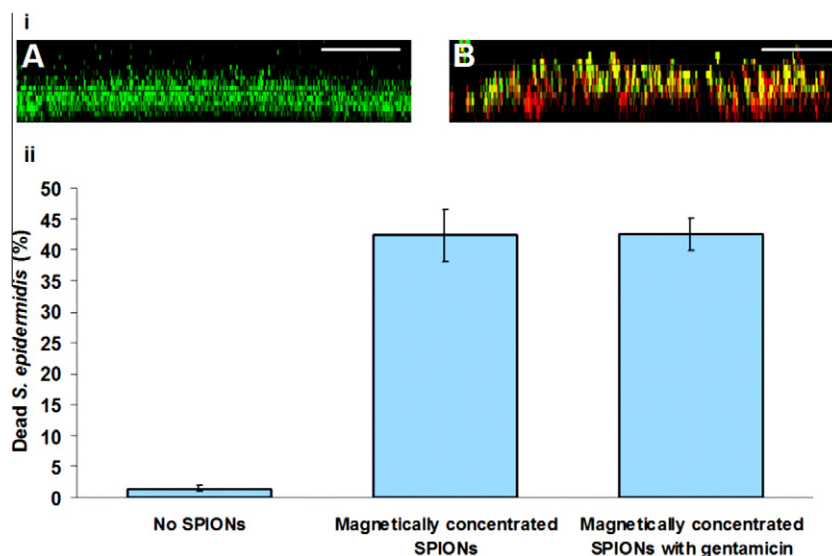 i
A
B
ii
Dead S. epidermidis (%)
50
45
40
35
30
25
20
15
10
5
0
No SPIONs
Magnetically concentrated
SPIONs
Magnetically concentrated
SPIONs with gentamicin